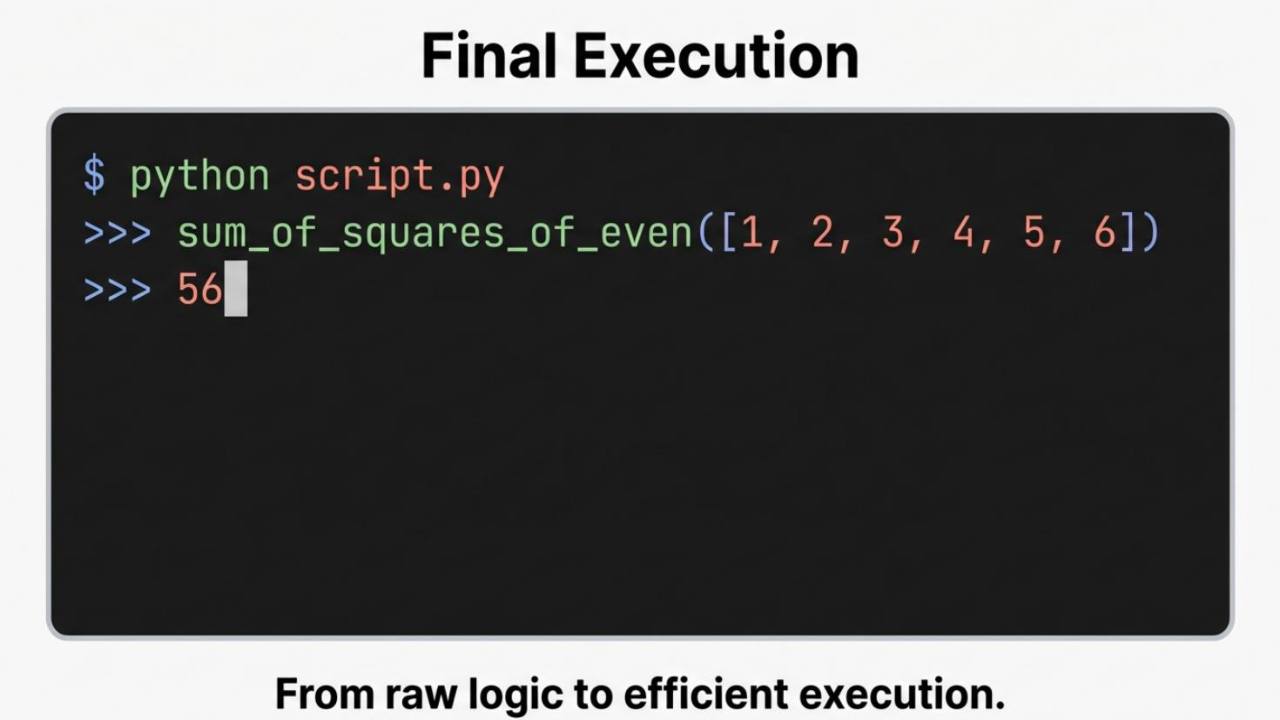 Final Execution
$ python script.py
>>> sum_of_squares_of_even([1, 2, 3, 4, 5, 6])
>>> 56
From raw logic to efficient execution.